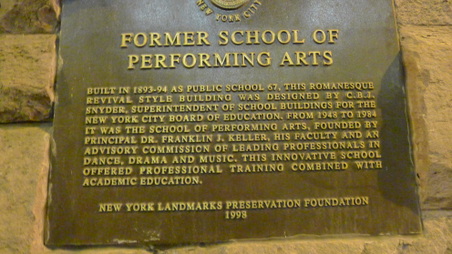 NEW YORK CITY
FORMER SCHOOL OF
PERFORMING ARTS
BUILT IN 1893-94 AS PUBLIC SCHOOL 67, THIS ROMANESQUE
REVIVAL STYLE BUILDING WAS DESIGNED BY C.B.J.
SNYDER, SUPERINTENDENT OF SCHOOL BUILDINGS FOR THE
NEW YORK CITY BOARD OF EDUCATION. FROM 1948 TO 1984
IT WAS THE SCHOOL OF PERFORMING ARTS, FOUNDED BY
PRINCIPAL DR. FRANKLIN J. KELLER, HIS FACULTY AND AN
ADVISORY COMMISSION OF LEADING PROFESSIONALS IN
DANCE, DRAMA AND MUSIC. THIS INNOVATIVE SCHOOL
OFFERED PROFESSIONAL TRAINING COMBINED WITH
ACADEMIC EDUCATION.
NEW YORK LANDMARKS PRESERVATION FOUNDATION
1998